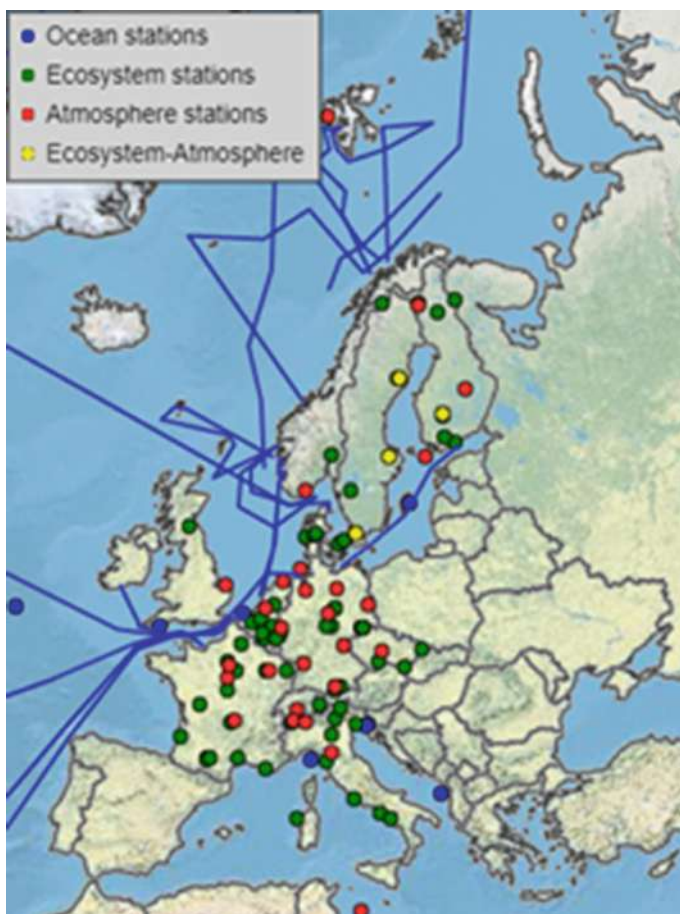 Ocean stations
Ecosystem stations
Atmosphere stations
Ecosystem-Atmosphere